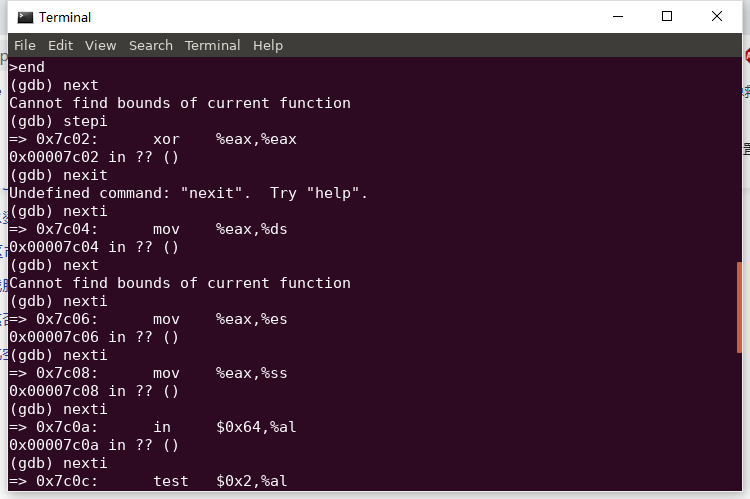 Terminal
File Edit View Search Terminal Help
>end
(gdb) next
Cannot find bounds of current function
(gdb) stepi
=> 0x7c02:      xor    %eax,%eax
0x00007c02 in ?? ()
(gdb) nexit
Undefined command: "nexit".  Try "help".
(gdb) nexti
=> 0x7c04:      mov    %eax,%ds
0x00007c04 in ?? ()
(gdb) next
Cannot find bounds of current function
(gdb) nexti
=> 0x7c06:      mov    %eax,%es
0x00007c06 in ?? ()
(gdb) nexti
=> 0x7c08:      mov    %eax,%ss
0x00007c08 in ?? ()
(gdb) nexti
=> 0x7c0a:      in     $0x64,%al
0x00007c0a in ?? ()
(gdb) nexti
=> 0x7c0c:      test   $0x2,%al